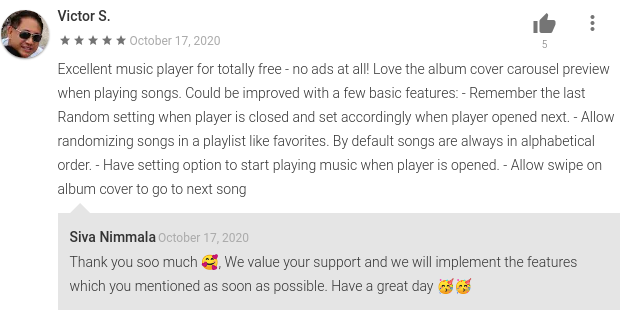 Victor S.
★★★★★ October 17, 2020
5
Excellent music player for totally free - no ads at all! Love the album cover carousel preview
when playing songs. Could be improved with a few basic features: - Remember the last
Random setting when player is closed and set accordingly when player opened next. - Allow
randomizing songs in a playlist like favorites. By default songs are always in alphabetical
order. - Have setting option to start playing music when player is opened. - Allow swipe on
album cover to go to next song
Siva Nimmala October 17, 2020
Thank you soo much 🥰, We value your support and we will implement the features
which you mentioned as soon as possible. Have a great day 🥳🥳